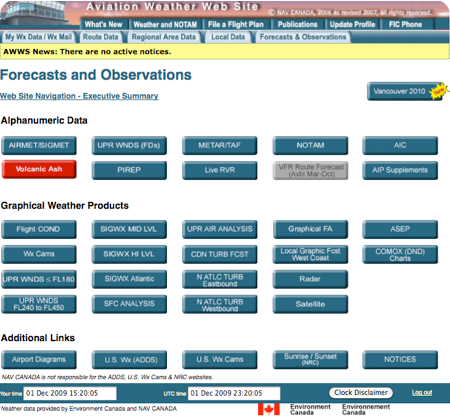 Aviation Weather Web Site
© NAV CANADA, 2006 as revised 2007, all rights reserved.
What's New Weather and NOTAM File a Flight Plan Publications Update Profile FIC Phone
My Wx Data / Wx Mail Route Data Regional Area Data Local Data Forecasts & Observations
AWWS News: There are no active notices.
Forecasts and Observations
Web Site Navigation - Executive Summary
Vancouver 2010
New
Alphanumeric Data
AIRMET/SIGMET UPR WNDS (FDs) METAR/TAF NOTAM AIC
Volcanic Ash PIREP Live RVR VFR Route Forecast (Avbl Mar-Oct) AIP Supplements
Graphical Weather Products
Flight COND SIGWX MID LVL UPR AIR ANALYSIS Graphical FA ASEP
Wx Cams SIGWX HI LVL CDN TURB FCST Local Graphic Fcst West Coast COMOX (DND) Charts
UPR WNDS ≤ FL180 SIGWX Atlantic N ATLC TURB Eastbound Radar
UPR WNDS FL240 to FL450 SFC ANALYSIS N ATLC TURB Westbound Satellite
Additional Links
Airport Diagrams U.S. Wx (ADDS) U.S. Wx Cams Sunrise / Sunset (NRC) NOTICES
NAV CANADA is not responsible for the ADDS, U.S. Wx Cams & NRC websites.
Your time 01 Dec 2009 15:20:05 UTC time 01 Dec 2009 23:20:05 Clock Disclaimer Log out
Weather data provided by Environment Canada and NAV CANADA
Environment Canada
Environnement Canada